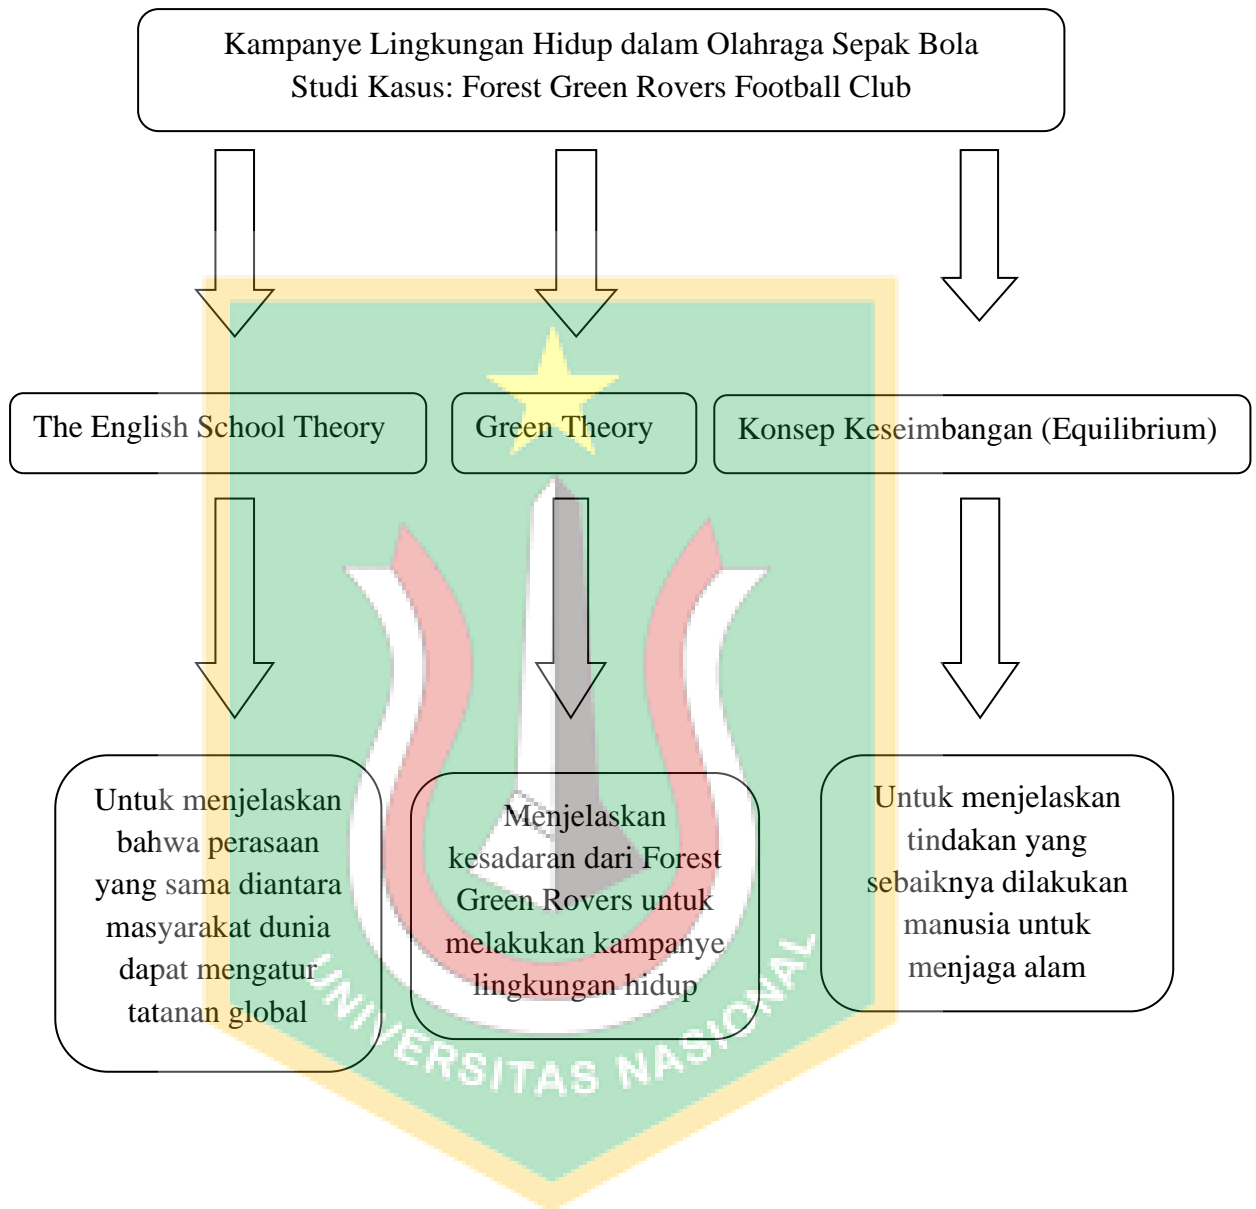 Kampanye Lingkungan Hidup dalam Olahraga Sepak Bola
Studi Kasus: Forest Green Rovers Football Club
The English School Theory
Green Theory
Konsep Keseimbangan (Equilibrium)
Untuk menjelaskan
bahwa perasaan
yang sama diantara
masyarakat dunia
dapat mengatur
tatanan global
Menjelaskan
kesadaran dari Forest
Green Rovers untuk
melakukan kampanye
lingkungan hidup
Untuk menjelaskan
tindakan yang
sebaiknya dilakukan
manusia untuk
menjaga alam
UNIVERSITAS NASIONAL